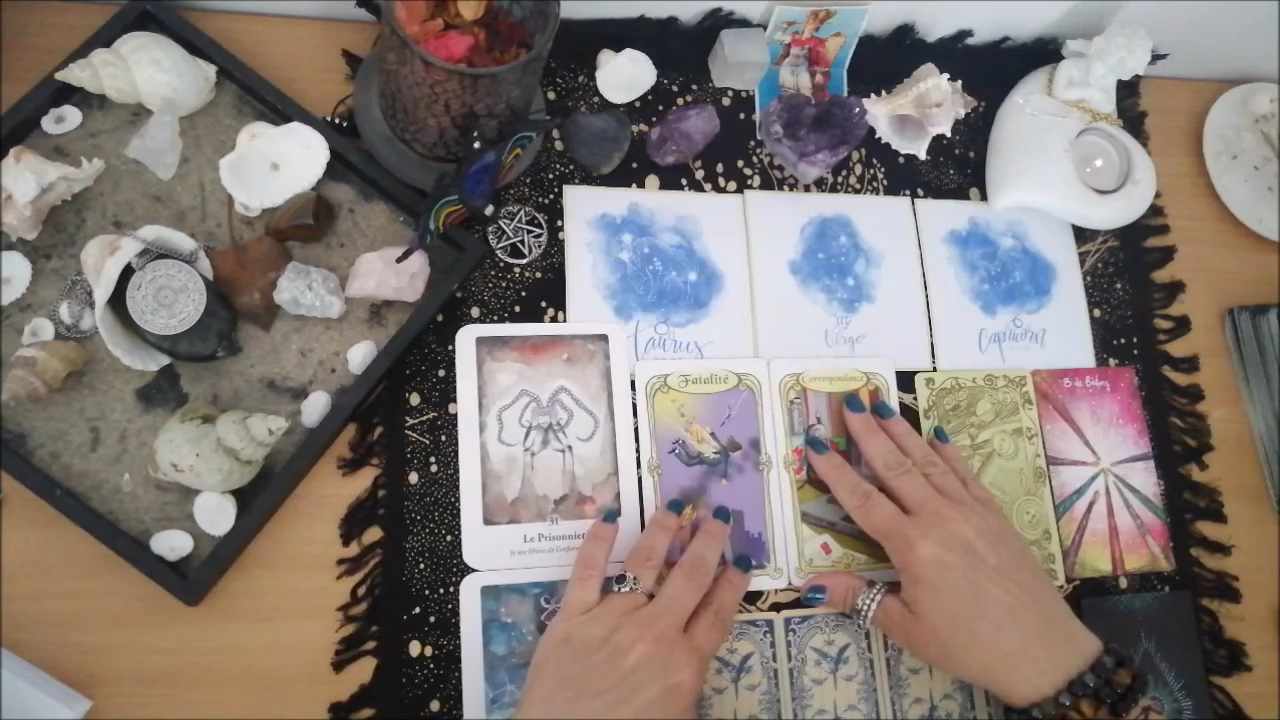 Taurus
Virgo
Capricorn
31
Le Prisonnier
Fatalité
Correspondance
8 de Bâtons